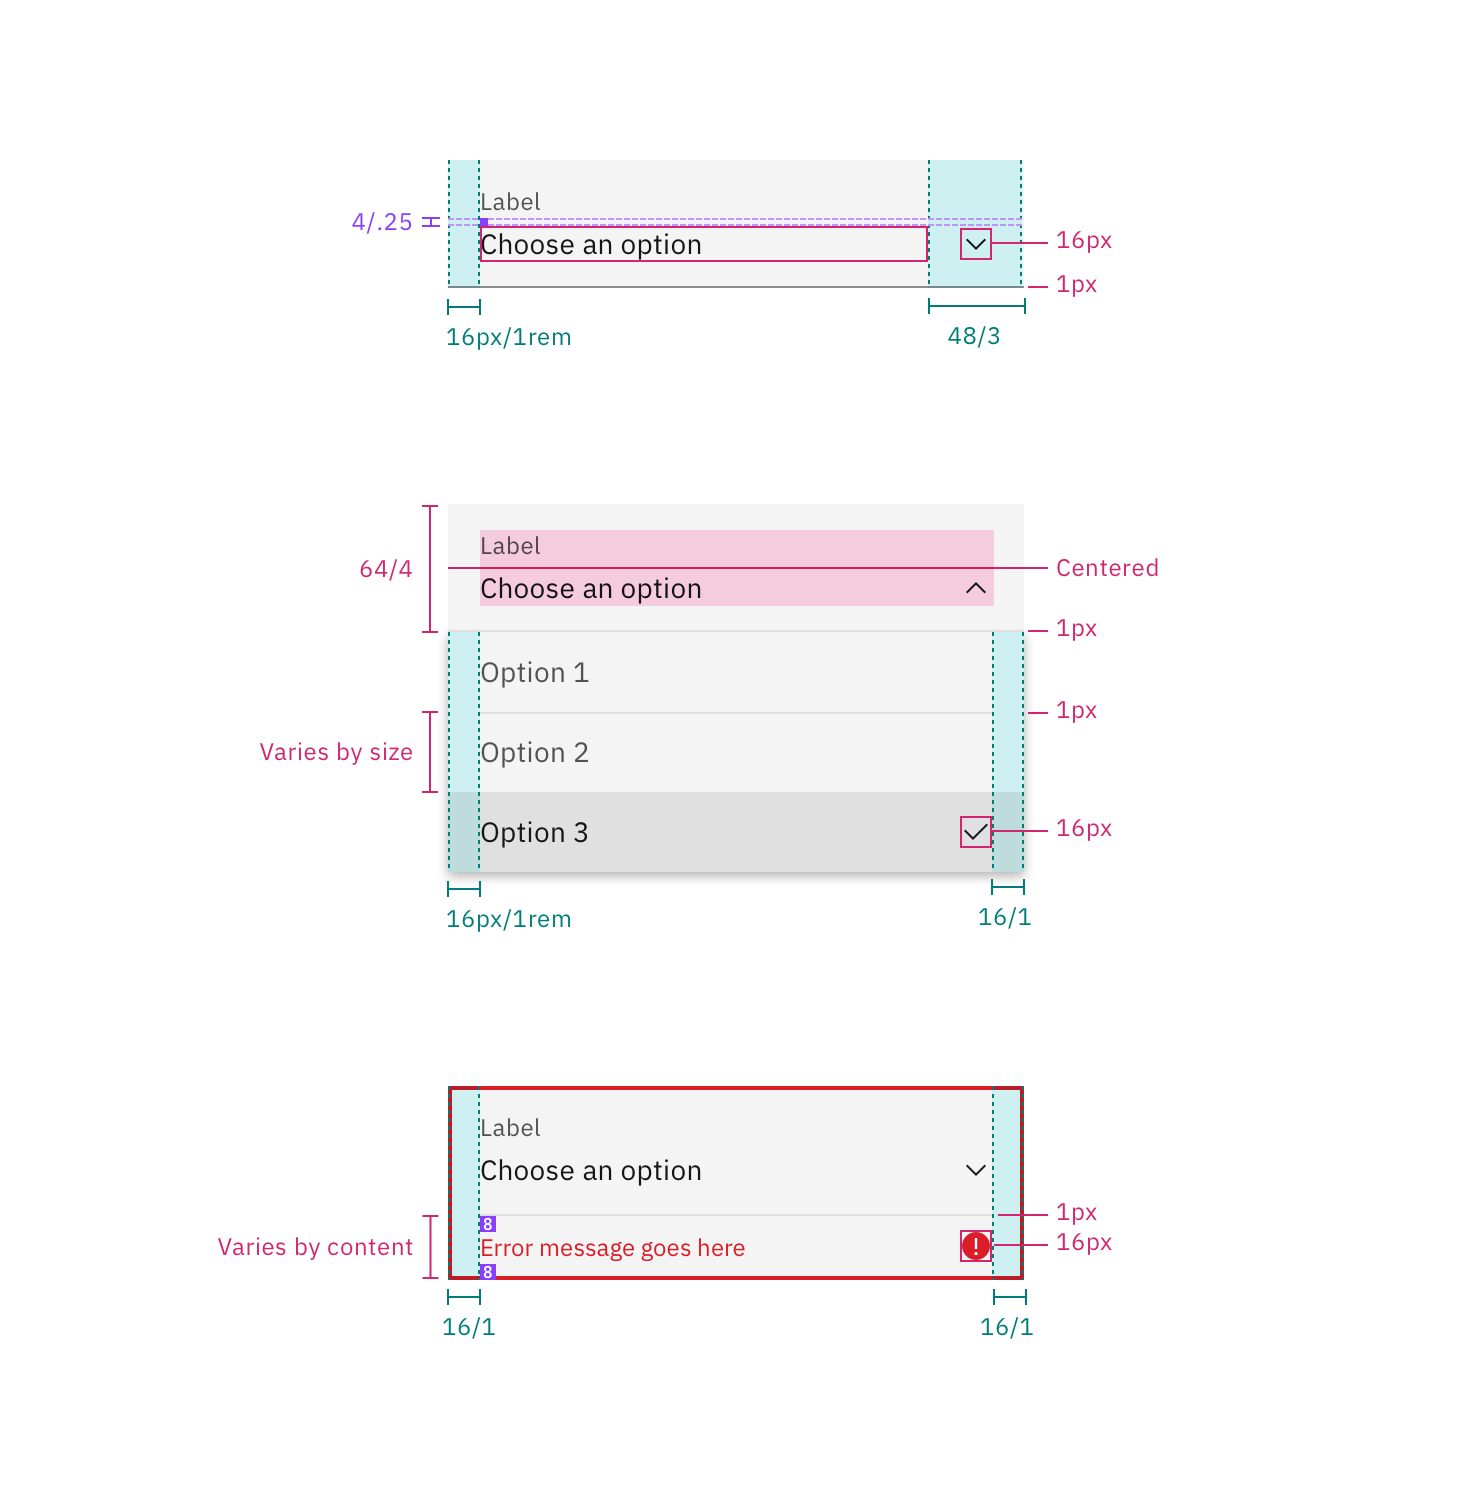 Label
4/.25
Choose an option
16px
1px
16px/1rem
48/3
Label
64/4
Centered
Choose an option
1px
Option 1
1px
Varies by size
Option 2
Option 3
16px
16px/1rem
16/1
Label
Choose an option
1px
8
Varies by content
Error message goes here
16px
8
16/1
16/1